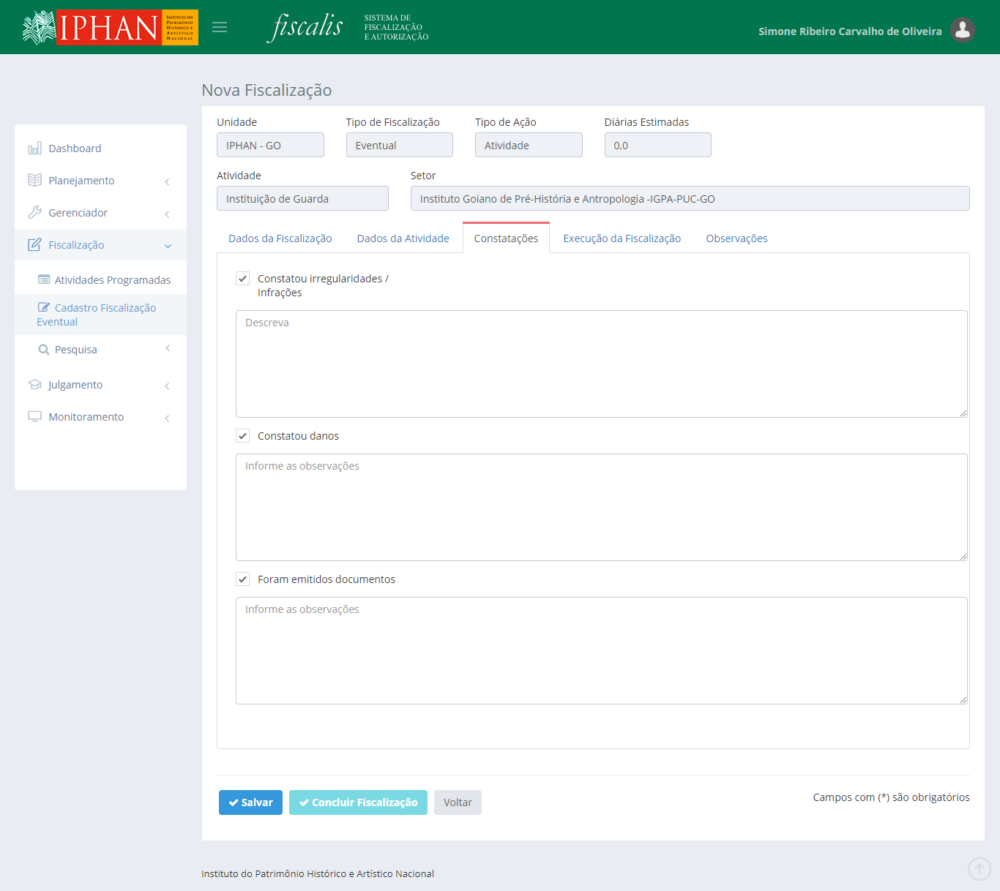 IPHAN
INSTITUTO DO
PATRIMÔNIO
HISTÓRICO E
ARTÍSTICO
NACIONAL
fiscalis
SISTEMA DE
FISCALIZAÇÃO
E AUTORIZAÇÃO
Simone Ribeiro Carvalho de Oliveira
Nova Fiscalização
Dashboard
Planejamento
Gerenciador
Fiscalização
Atividades Programadas
Cadastro Fiscalização
Eventual
Pesquisa
Julgamento
Monitoramento
Unidade Tipo de Fiscalização Tipo de Ação Diárias Estimadas
IPHAN - GO Eventual Atividade 0,0
Atividade Setor
Instituição de Guarda Instituto Goiano de Pré-História e Antropologia -IGPA-PUC-GO
Dados da Fiscalização Dados da Atividade Constatações Execução da Fiscalização Observações
Constatou irregularidades /
Infrações
Descreva
Constatou danos
Informe as observações
Foram emitidos documentos
Informe as observações
Salvar Concluir Fiscalização Voltar Campos com (*) são obrigatórios
Instituto do Patrimônio Histórico e Artístico Nacional